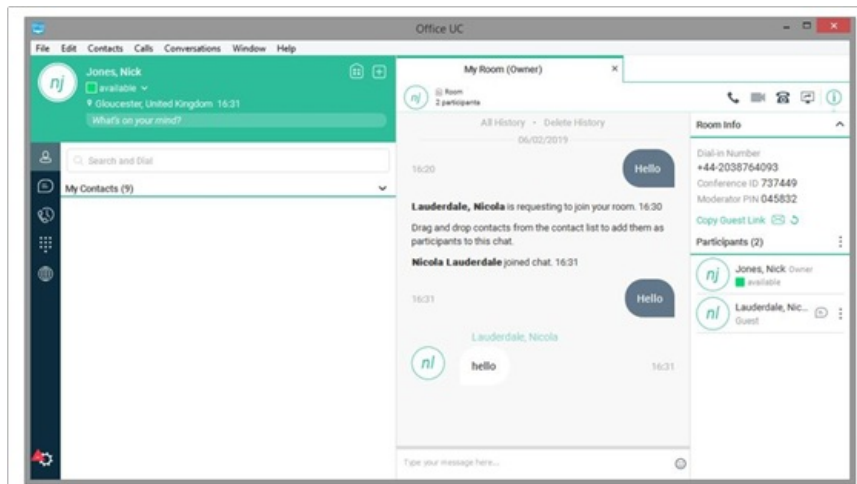 Office UC
File Edit Contacts Calls Conversations Window Help
nj
Jones, Nick
available
Gloucester, United Kingdom 16:31
What's on your mind?
Search and Dial
My Contacts (9)
My Room (Owner)
nj
Room
2 participants
All History • Delete History
06/02/2019
16:20
Hello
Lauderdale, Nicola is requesting to join your room. 16:30
Drag and drop contacts from the contact list to add them as
participants to this chat.
Nicola Lauderdale joined chat. 16:31
16:31
Hello
Lauderdale, Nicola
nl
hello
16:31
Type your message here...
Room Info
Dial-in Number
+44-2038764093
Conference ID 737449
Moderator PIN 045832
Copy Guest Link
Participants (2)
nj
Jones, Nick Owner
available
nl
Lauderdale, Nic...
Guest